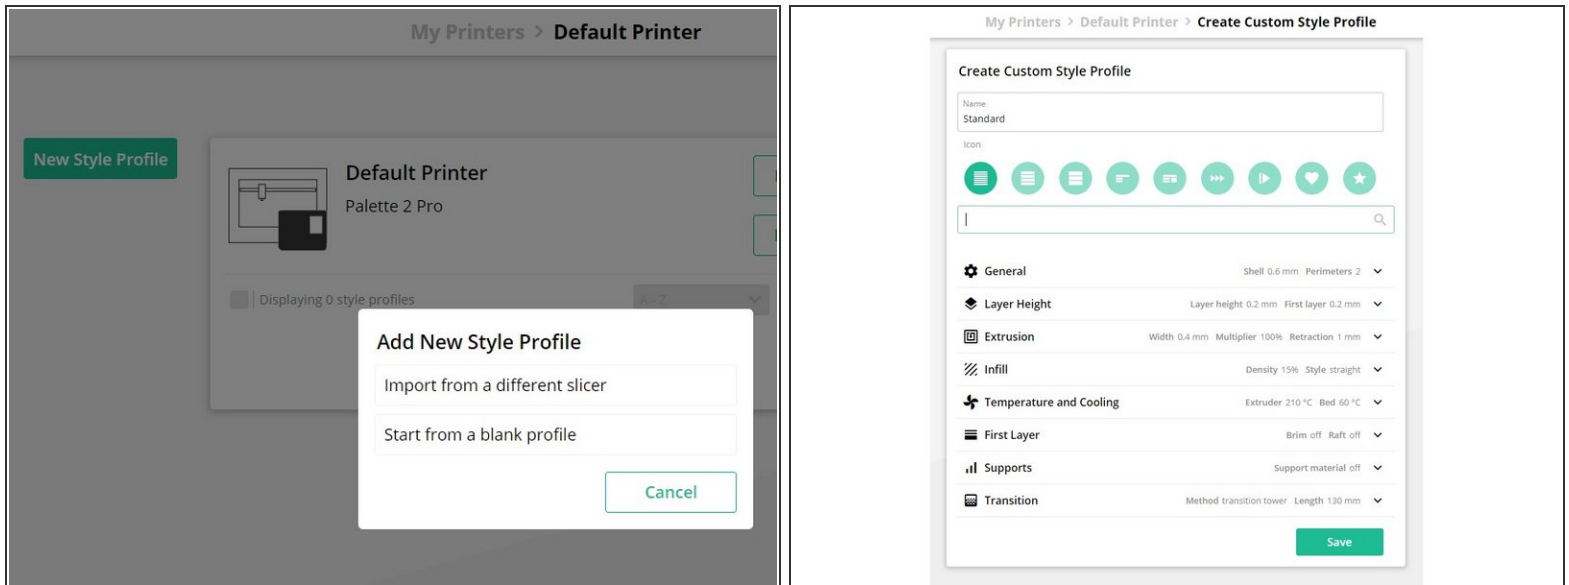 My Printers > Default Printer
New Style Profile
Default Printer
Palette 2 Pro
Displaying 0 style profiles
A - Z
Add New Style Profile
Import from a different slicer
Start from a blank profile
Cancel
My Printers > Default Printer > Create Custom Style Profile
Create Custom Style Profile
Name
Standard
Icon
General Shell 0.6 mm Perimeters 2
Layer Height Layer height 0.2 mm First layer 0.2 mm
Extrusion Width 0.4 mm Multiplier 100% Retraction 1 mm
Infill Density 15% Style straight
Temperature and Cooling Extruder 210 °C Bed 60 °C
First Layer Brim off Raft off
Supports Support material off
Transition Method transition tower Length 130 mm
Save